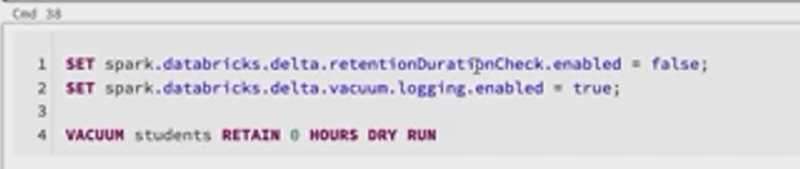 Cmd 38
1 SET spark.databricks.delta.retentionDurationCheck.enabled = false;
2 SET spark.databricks.delta.vacuum.logging.enabled = true;
3
4 VACUUM students RETAIN 0 HOURS DRY RUN